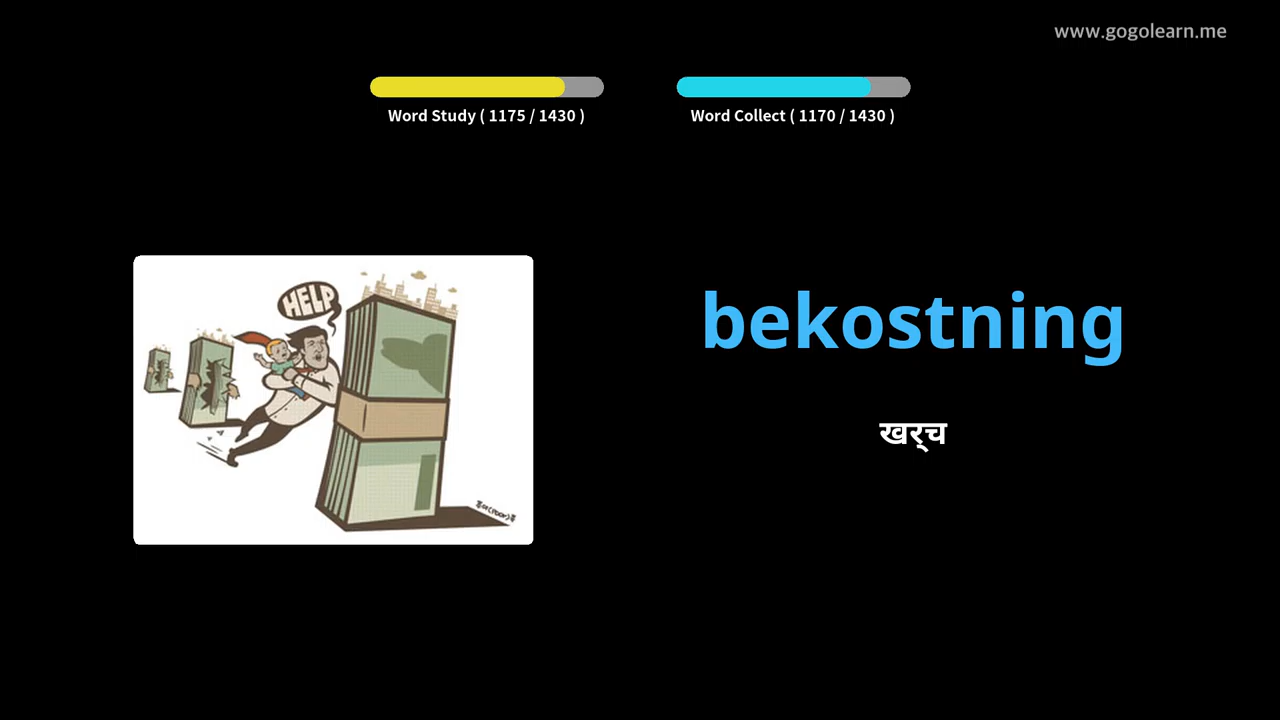 www.gogolearn.me
Word Study ( 1175 / 1430 )
Word Collect ( 1170 / 1430 )
HELP
bekostning
खर्च